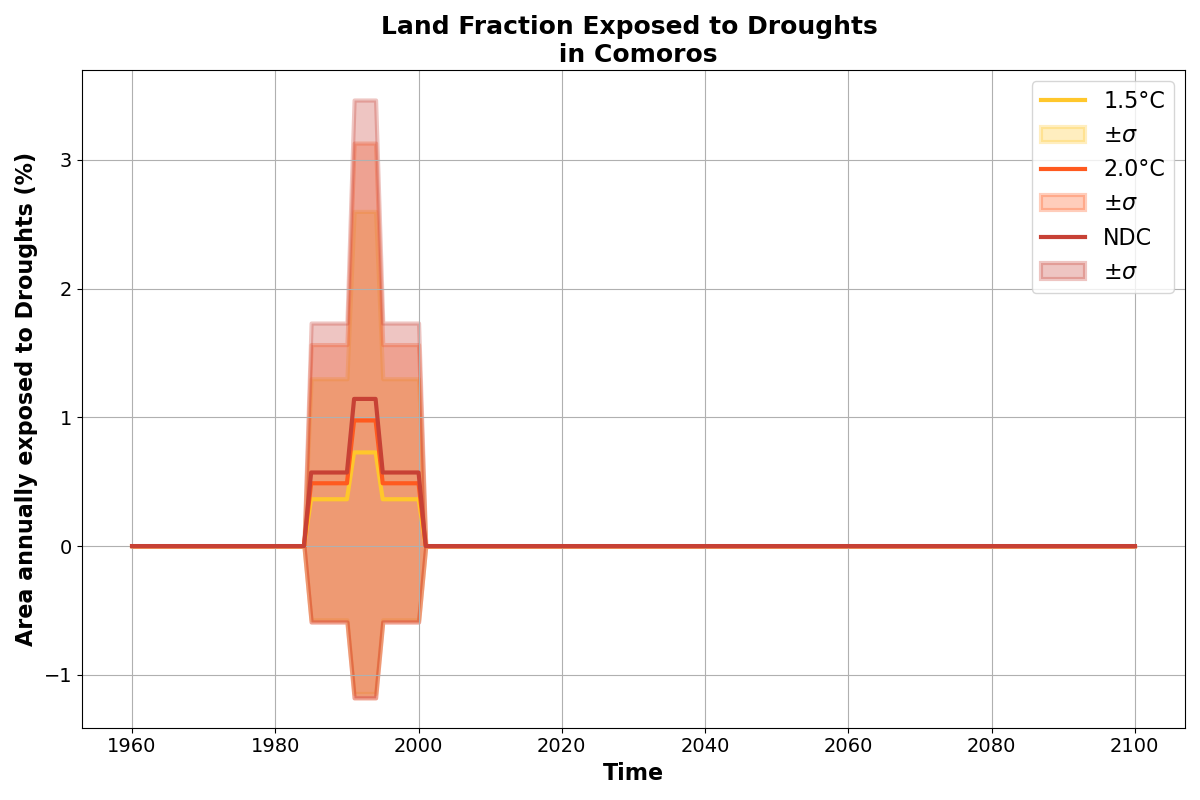 Land Fraction Exposed to Droughts
in Comoros
Area annually exposed to Droughts (%)
3
2
1
0
−1
1960
1980
2000
2020
2040
2060
2080
2100
Time
1.5°C
±σ
2.0°C
±σ
NDC
±σ